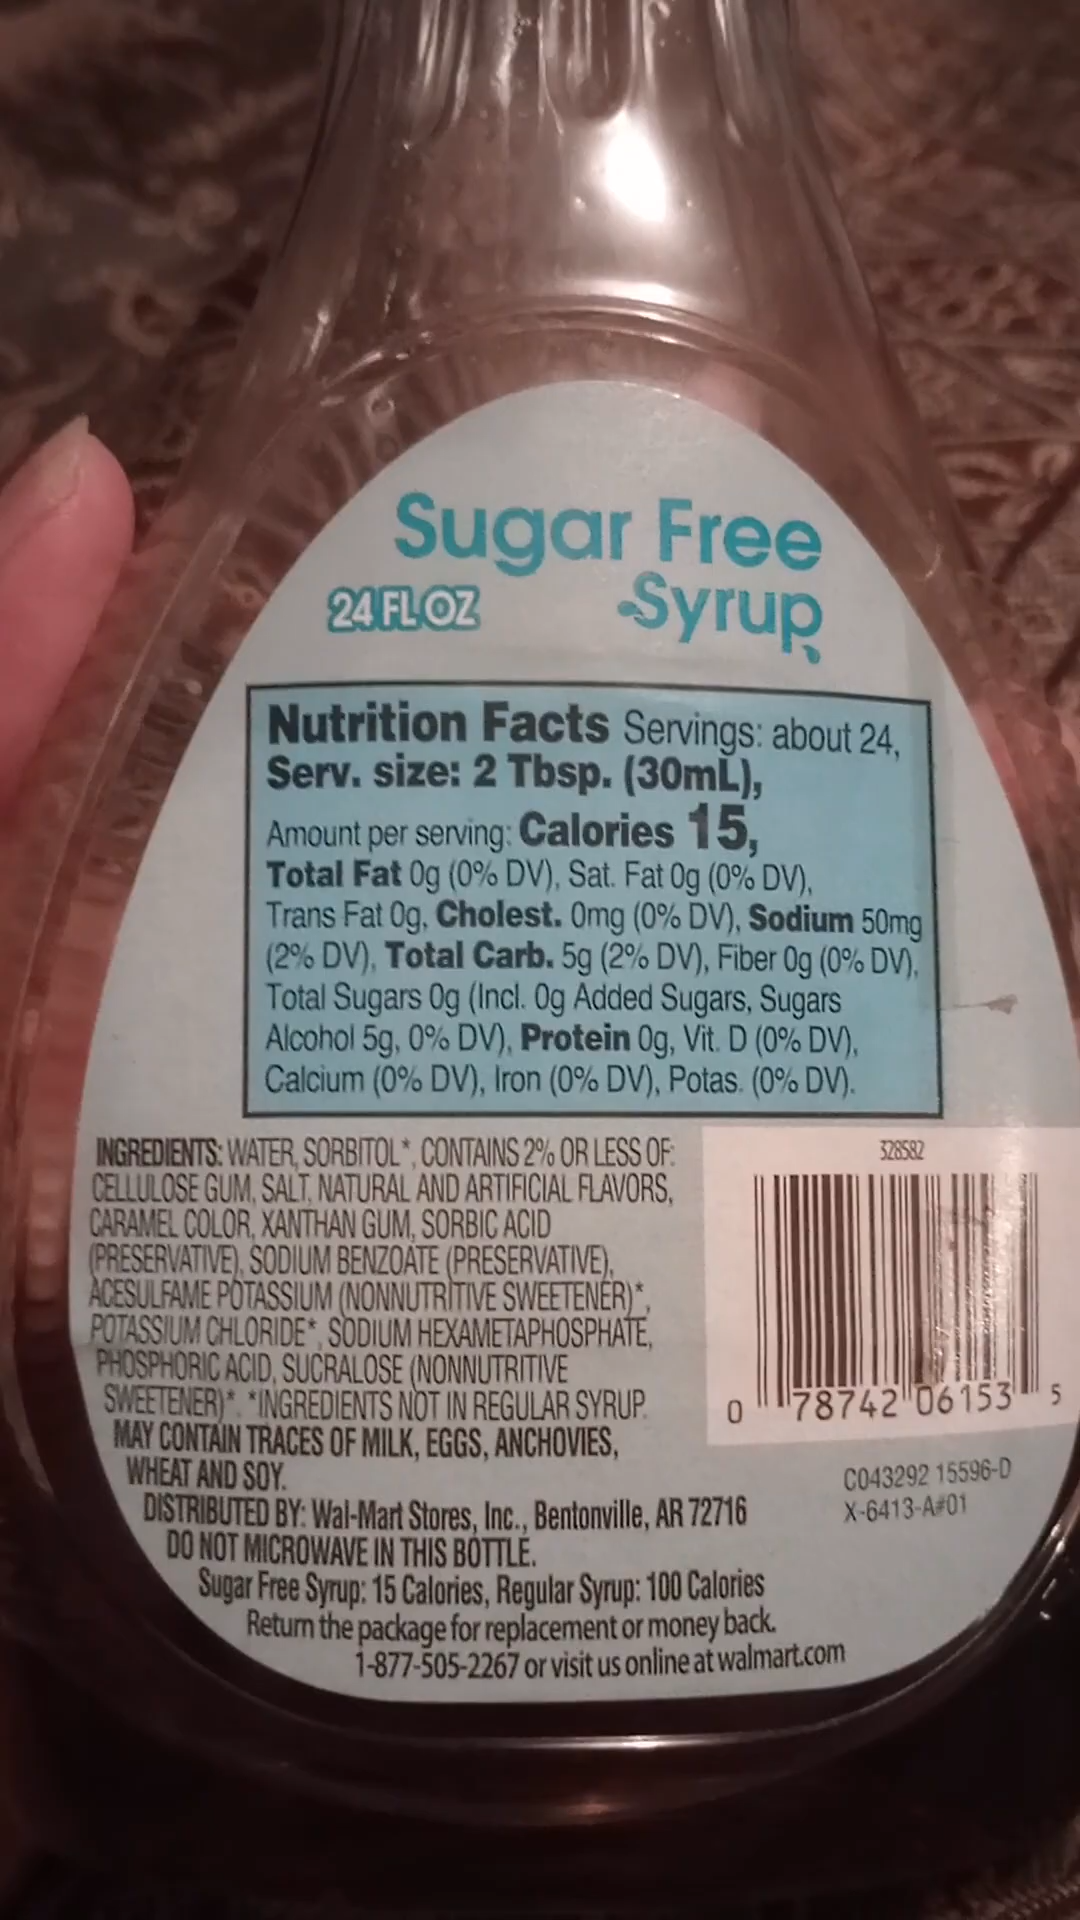 Sugar Free
24 FL OZ Syrup
Nutrition Facts Servings: about 24,
Serv. size: 2 Tbsp. (30mL),
Amount per serving: Calories 15,
Total Fat 0g (0% DV), Sat. Fat 0g (0% DV),
Trans Fat 0g, Cholest. 0mg (0% DV), Sodium 50mg
(2% DV), Total Carb. 5g (2% DV), Fiber 0g (0% DV),
Total Sugars 0g (Incl. 0g Added Sugars, Sugars
Alcohol 5g, 0% DV), Protein 0g, Vit. D (0% DV),
Calcium (0% DV), Iron (0% DV), Potas. (0% DV).
INGREDIENTS: WATER, SORBITOL*, CONTAINS 2% OR LESS OF:
CELLULOSE GUM, SALT, NATURAL AND ARTIFICIAL FLAVORS,
CARAMEL COLOR, XANTHAN GUM, SORBIC ACID
(PRESERVATIVE), SODIUM BENZOATE (PRESERVATIVE),
ACESULFAME POTASSIUM (NONNUTRITIVE SWEETENER)*,
POTASSIUM CHLORIDE*, SODIUM HEXAMETAPHOSPHATE,
PHOSPHORIC ACID, SUCRALOSE (NONNUTRITIVE
SWEETENER)*. *INGREDIENTS NOT IN REGULAR SYRUP.
MAY CONTAIN TRACES OF MILK, EGGS, ANCHOVIES,
WHEAT AND SOY.
DISTRIBUTED BY: Wal-Mart Stores, Inc., Bentonville, AR 72716
DO NOT MICROWAVE IN THIS BOTTLE.
Sugar Free Syrup: 15 Calories, Regular Syrup: 100 Calories
Return the package for replacement or money back.
1-877-505-2267 or visit us online at walmart.com
328582
0 78742 06153 5
C043292 15596-D
X-6413-A#01